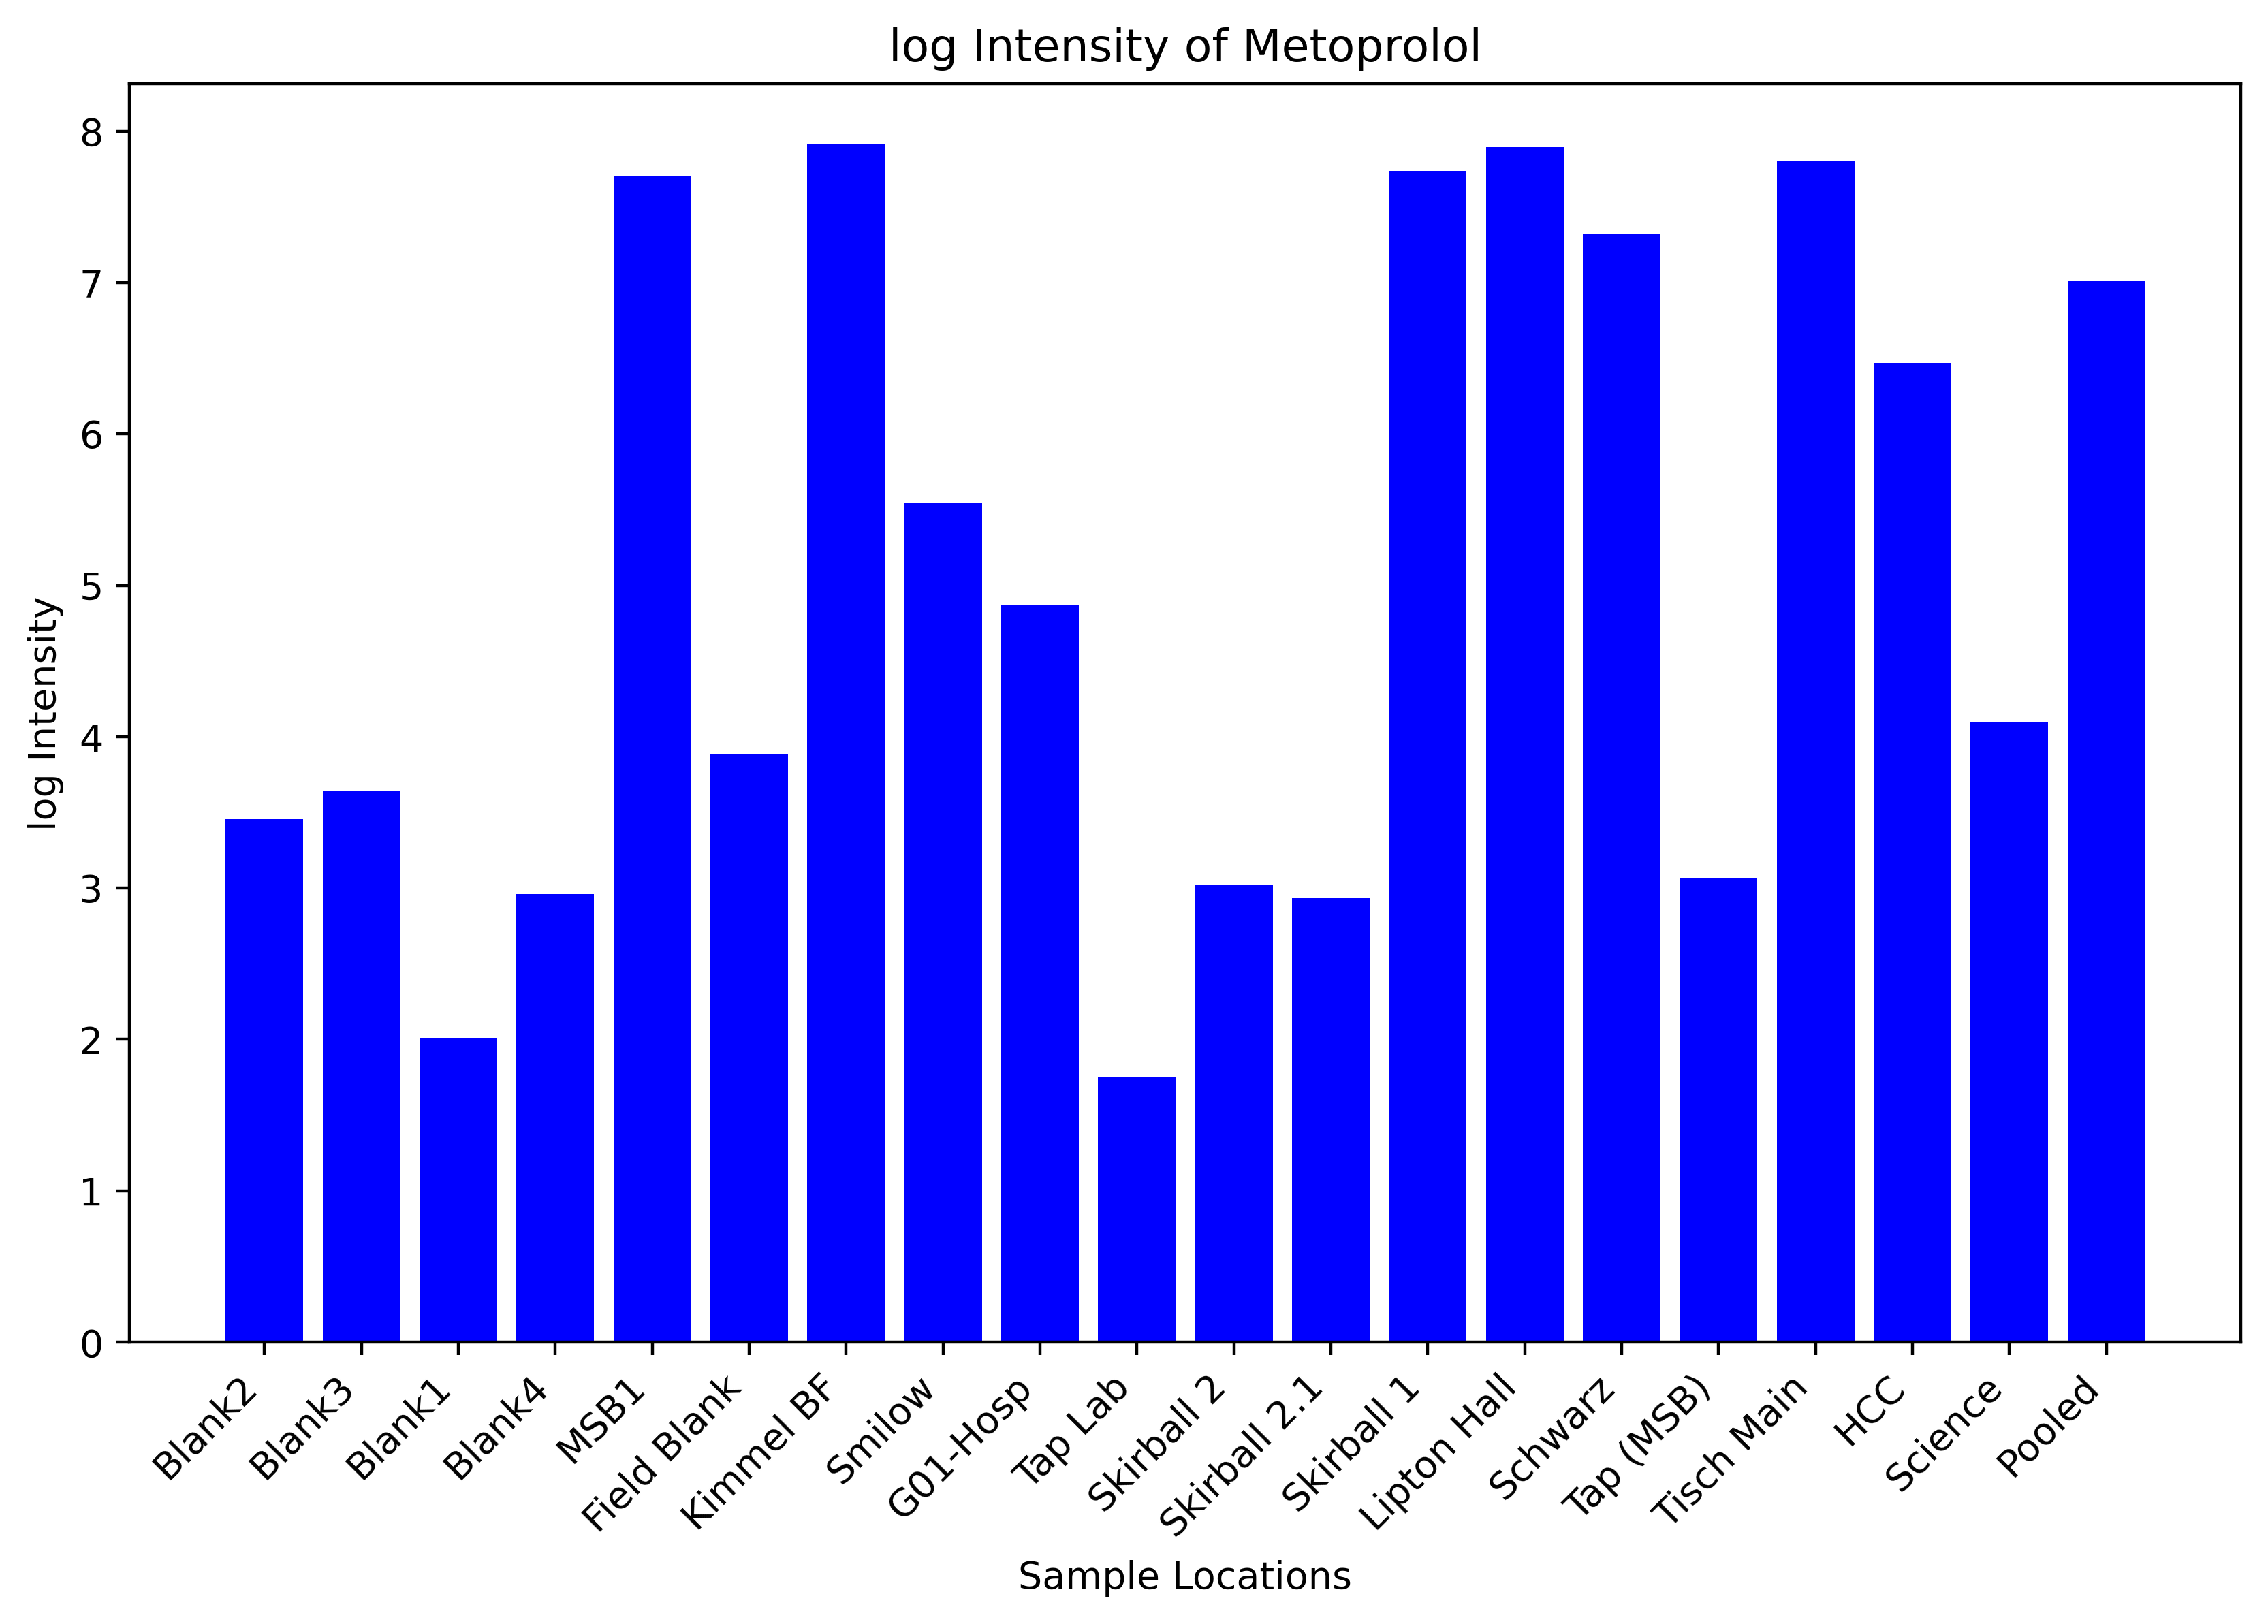 log Intensity of Metoprolol
log Intensity
8
7
6
5
4
3
2
1
0
Blank2
Blank3
Blank1
Blank4
MSB1
Field Blank
Kimmel BF
Smilow
G01-Hosp
Tap Lab
Skirball 2
Skirball 2.1
Skirball 1
Lipton Hall
Schwarz
Tap (MSB)
Tisch Main
HCC
Science
Pooled
Sample Locations